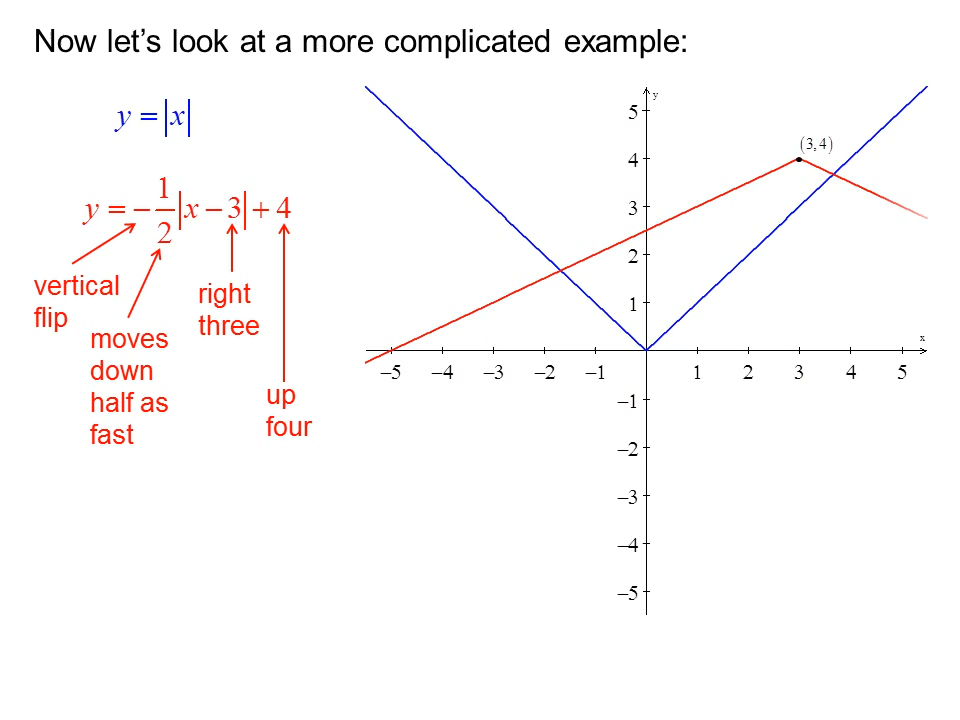 Now let’s look at a more complicated example:
y = |x|
y = −1/2|x − 3| + 4
vertical
flip
moves
down
half as
fast
right
three
up
four
y
x
(3, 4)
5
4
3
2
1
–5 –4 –3 –2 –1 1 2 3 4 5
–1
–2
–3
–4
–5